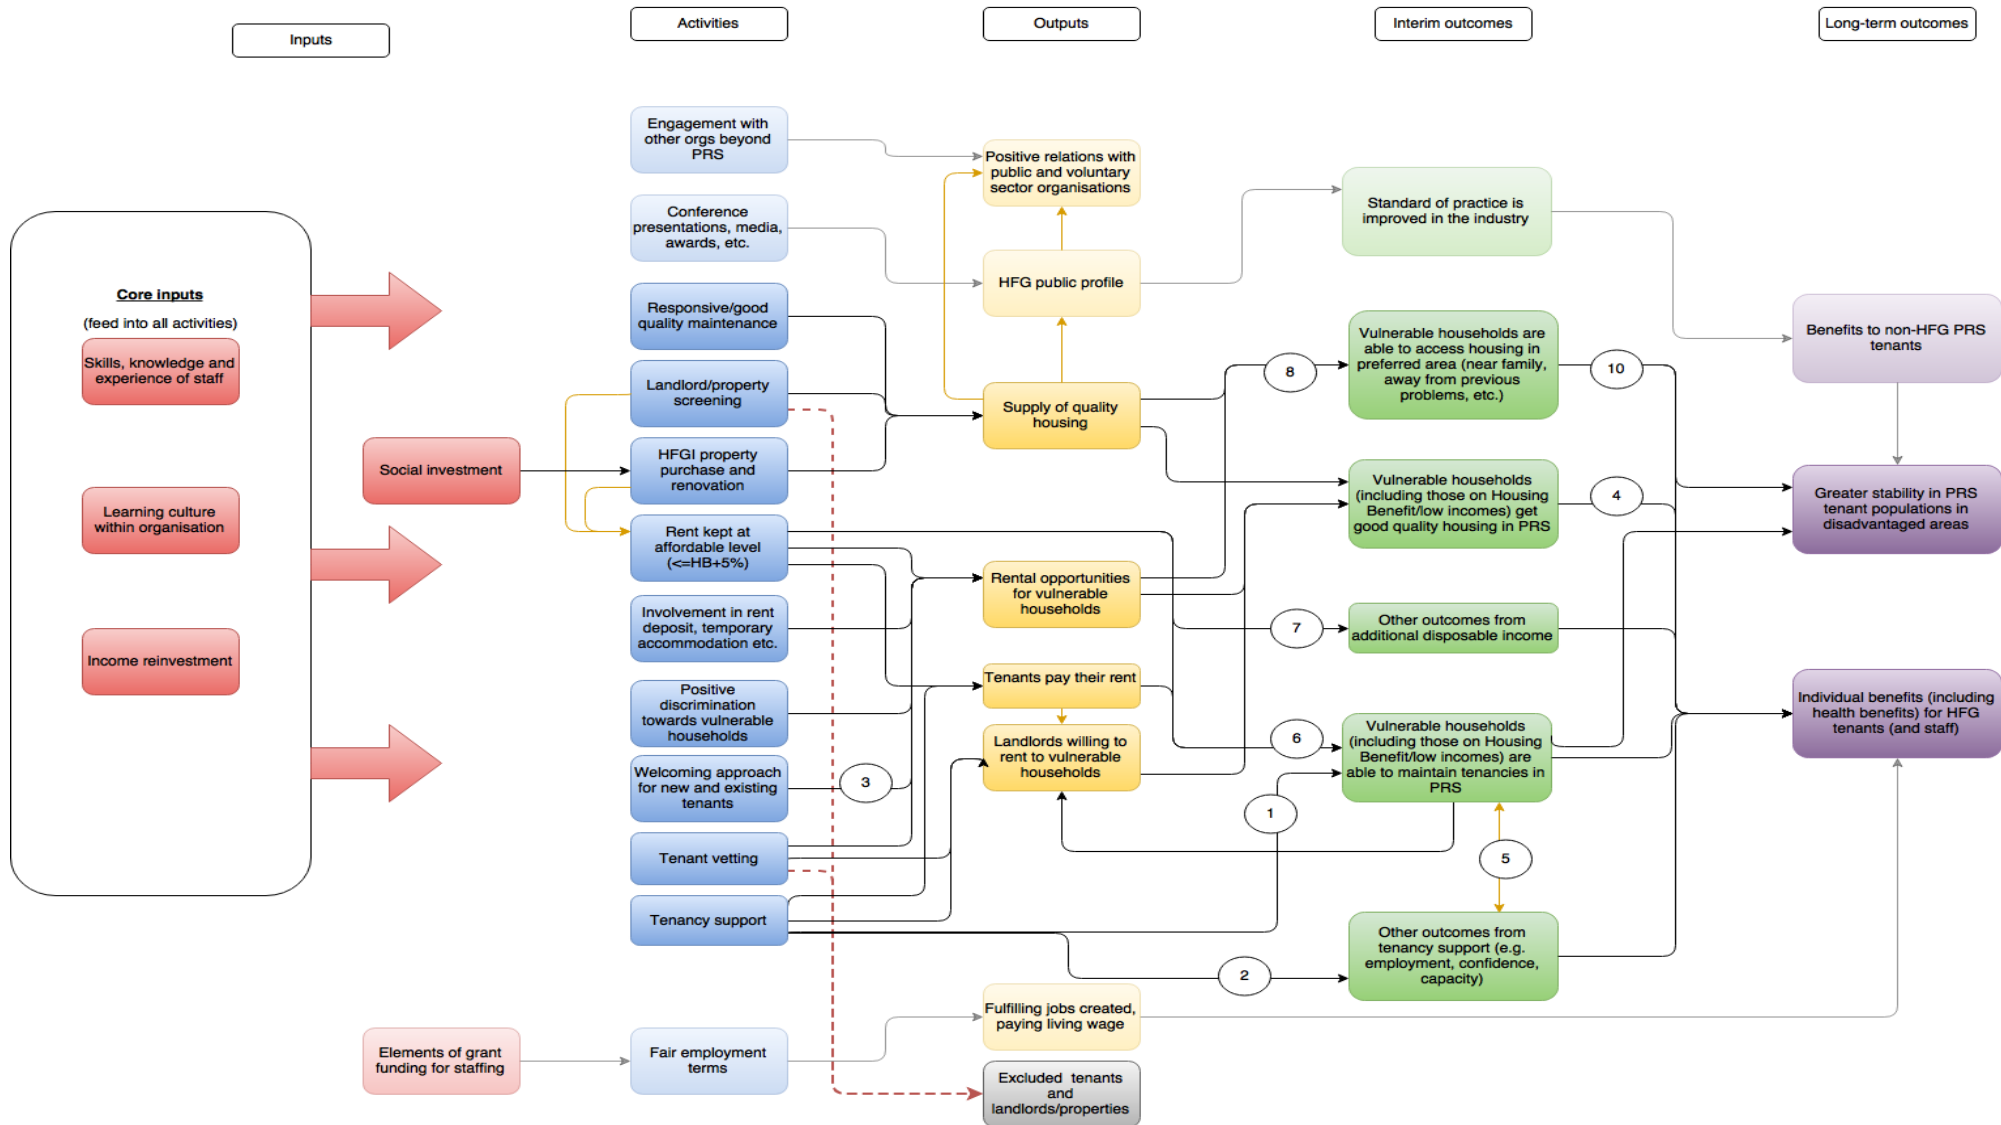 Inputs
Activities
Outputs
Interim outcomes
Long-term outcomes
Core inputs
(feed into all activities)
Skills, knowledge and
experience of staff
Learning culture
within organisation
Income reinvestment
Social investment
Elements of grant
funding for staffing
Engagement with
other orgs beyond
PRS
Conference
presentations, media,
awards, etc.
Responsive/good
quality maintenance
Landlord/property
screening
HFGI property
purchase and
renovation
Rent kept at
affordable level
(<=HB+5%)
Involvement in rent
deposit, temporary
accommodation etc.
Positive
discrimination
towards vulnerable
households
Welcoming approach
for new and existing
tenants
Tenant vetting
Tenancy support
Fair employment
terms
3
Positive relations with
public and voluntary
sector organisations
HFG public profile
Supply of quality
housing
Rental opportunities
for vulnerable
households
Tenants pay their rent
Landlords willing to
rent to vulnerable
households
Fulfilling jobs created,
paying living wage
Excluded tenants
and
landlords/properties
8
7
6
1
2
Standard of practice is
improved in the industry
Vulnerable households are
able to access housing in
preferred area (near family,
away from previous
problems, etc.)
Vulnerable households
(including those on Housing
Benefit/low incomes) get
good quality housing in PRS
Other outcomes from
additional disposable income
Vulnerable households
(including those on Housing
Benefit/low incomes) are
able to maintain tenancies in
PRS
5
Other outcomes from
tenancy support (e.g.
employment, confidence,
capacity)
10
4
Benefits to non-HFG PRS
tenants
Greater stability in PRS
tenant populations in
disadvantaged areas
Individual benefits (including
health benefits) for HFG
tenants (and staff)